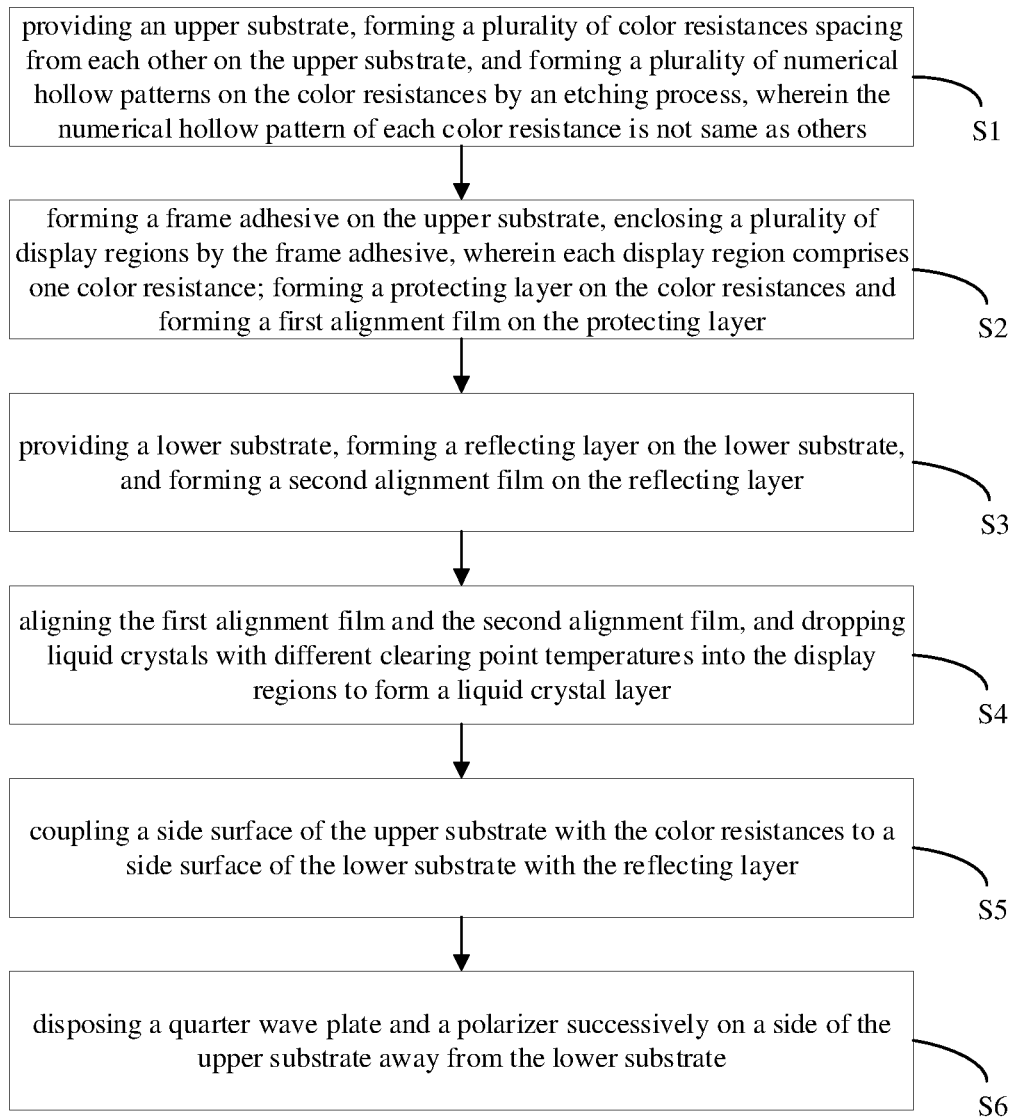 providing an upper substrate, forming a plurality of color resistances spacing
from each other on the upper substrate, and forming a plurality of numerical
hollow patterns on the color resistances by an etching process, wherein the
numerical hollow pattern of each color resistance is not same as others
S1
forming a frame adhesive on the upper substrate, enclosing a plurality of
display regions by the frame adhesive, wherein each display region comprises
one color resistance; forming a protecting layer on the color resistances and
forming a first alignment film on the protecting layer
S2
providing a lower substrate, forming a reflecting layer on the lower substrate,
and forming a second alignment film on the reflecting layer
S3
aligning the first alignment film and the second alignment film, and dropping
liquid crystals with different clearing point temperatures into the display
regions to form a liquid crystal layer
S4
coupling a side surface of the upper substrate with the color resistances to a
side surface of the lower substrate with the reflecting layer
S5
disposing a quarter wave plate and a polarizer successively on a side of the
upper substrate away from the lower substrate
S6